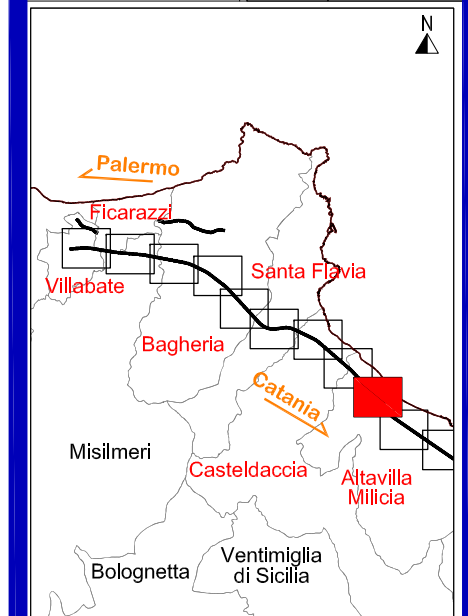 N
Palermo
Ficarazzi
Santa Flavia
Villabate
Bagheria
Catania
Misilmeri
Casteldaccia
Altavilla
Milicia
Ventimiglia
di Sicilia
Bolognetta